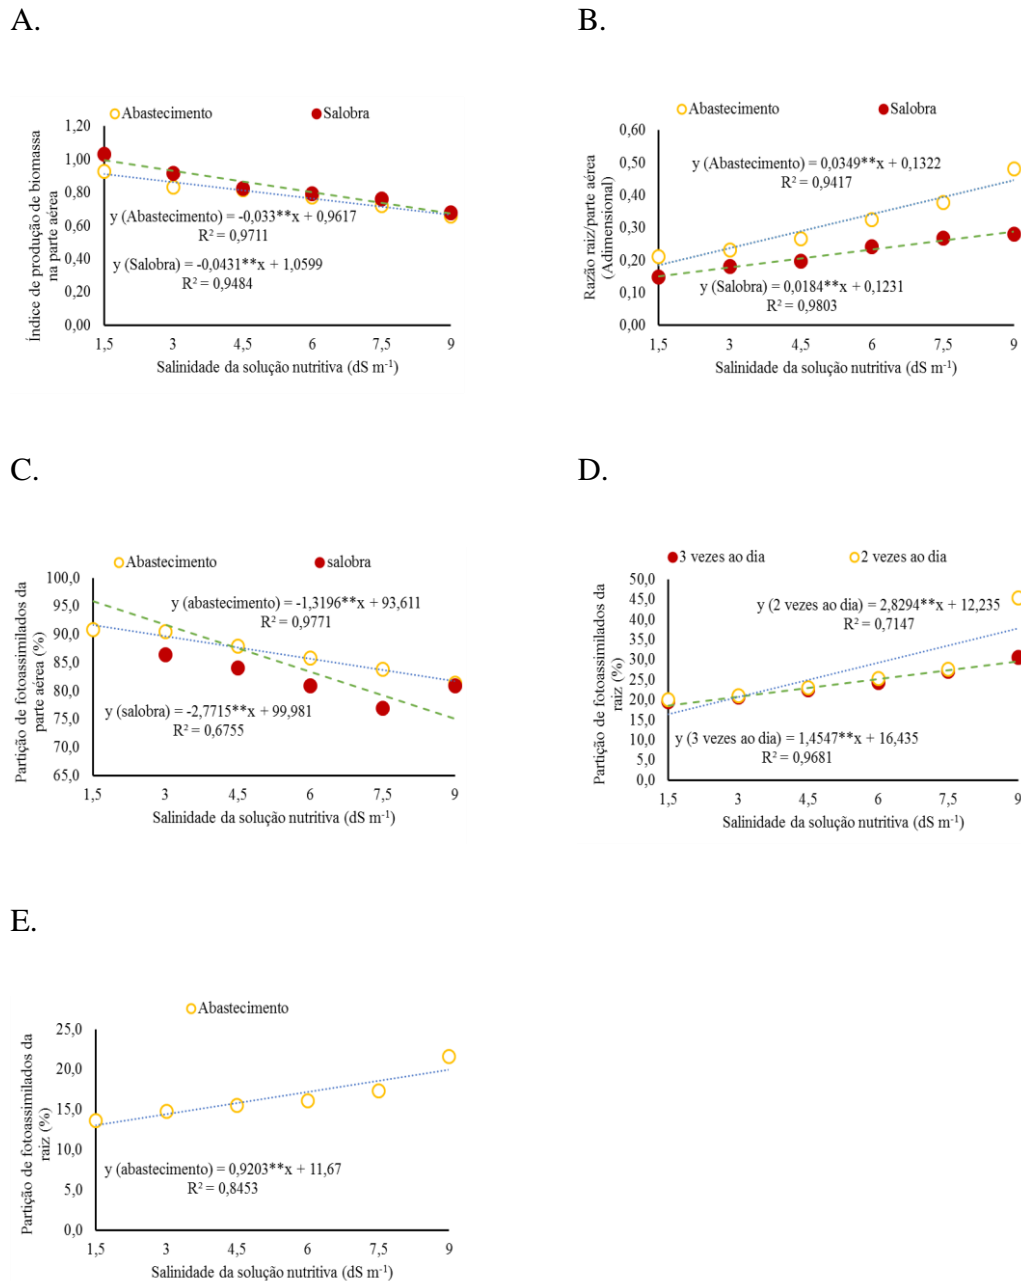 A.
Abastecimento
Salobra
Índice de produção de biomassa
na parte aérea
1,20
1,00
0,80
0,60
0,40
0,20
0,00
y (Abastecimento) = -0,033**x + 0,9617
R² = 0,9711
y (Salobra) = -0,0431**x + 1,0599
R² = 0,9484
1,5 3 4,5 6 7,5 9
Salinidade da solução nutritiva (dS m⁻¹)
B.
Abastecimento
Salobra
Razão raiz/parte aérea
(Adimensional)
0,60
0,50
0,40
0,30
0,20
0,10
0,00
y (Abastecimento) = 0,0349**x + 0,1322
R² = 0,9417
y (Salobra) = 0,0184**x + 0,1231
R² = 0,9803
1,5 3 4,5 6 7,5 9
Salinidade da solução nutritiva (dS m⁻¹)
C.
Abastecimento
salobra
Partição de fotoassimilados da
parte aérea (%)
100,0
95,0
90,0
85,0
80,0
75,0
70,0
65,0
y (abastecimento) = -1,3196**x + 93,611
R² = 0,9771
y (salobra) = -2,7715**x + 99,981
R² = 0,6755
1,5 3 4,5 6 7,5 9
Salinidade da solução nutritiva (dS m⁻¹)
D.
3 vezes ao dia
2 vezes ao dia
Partição de fotoassimilados da
raiz (%)
50,0
45,0
40,0
35,0
30,0
25,0
20,0
15,0
10,0
5,0
0,0
y (2 vezes ao dia) = 2,8294**x + 12,235
R² = 0,7147
y (3 vezes ao dia) = 1,4547**x + 16,435
R² = 0,9681
1,5 3 4,5 6 7,5 9
Salinidade da solução nutritiva (dS m⁻¹)
E.
Abastecimento
Partição de fotoassimilados da
raiz (%)
25,0
20,0
15,0
10,0
5,0
0,0
y (abastecimento) = 0,9203**x + 11,67
R² = 0,8453
1,5 3 4,5 6 7,5 9
Salinidade da solução nutritiva (dS m⁻¹)